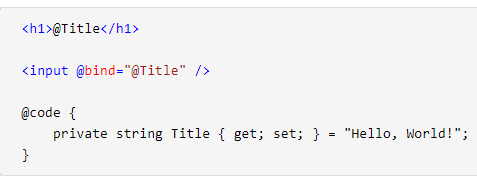 <h1>@Title</h1>
<input @bind="@Title" />
@code {
    private string Title { get; set; } = "Hello, World!";
}